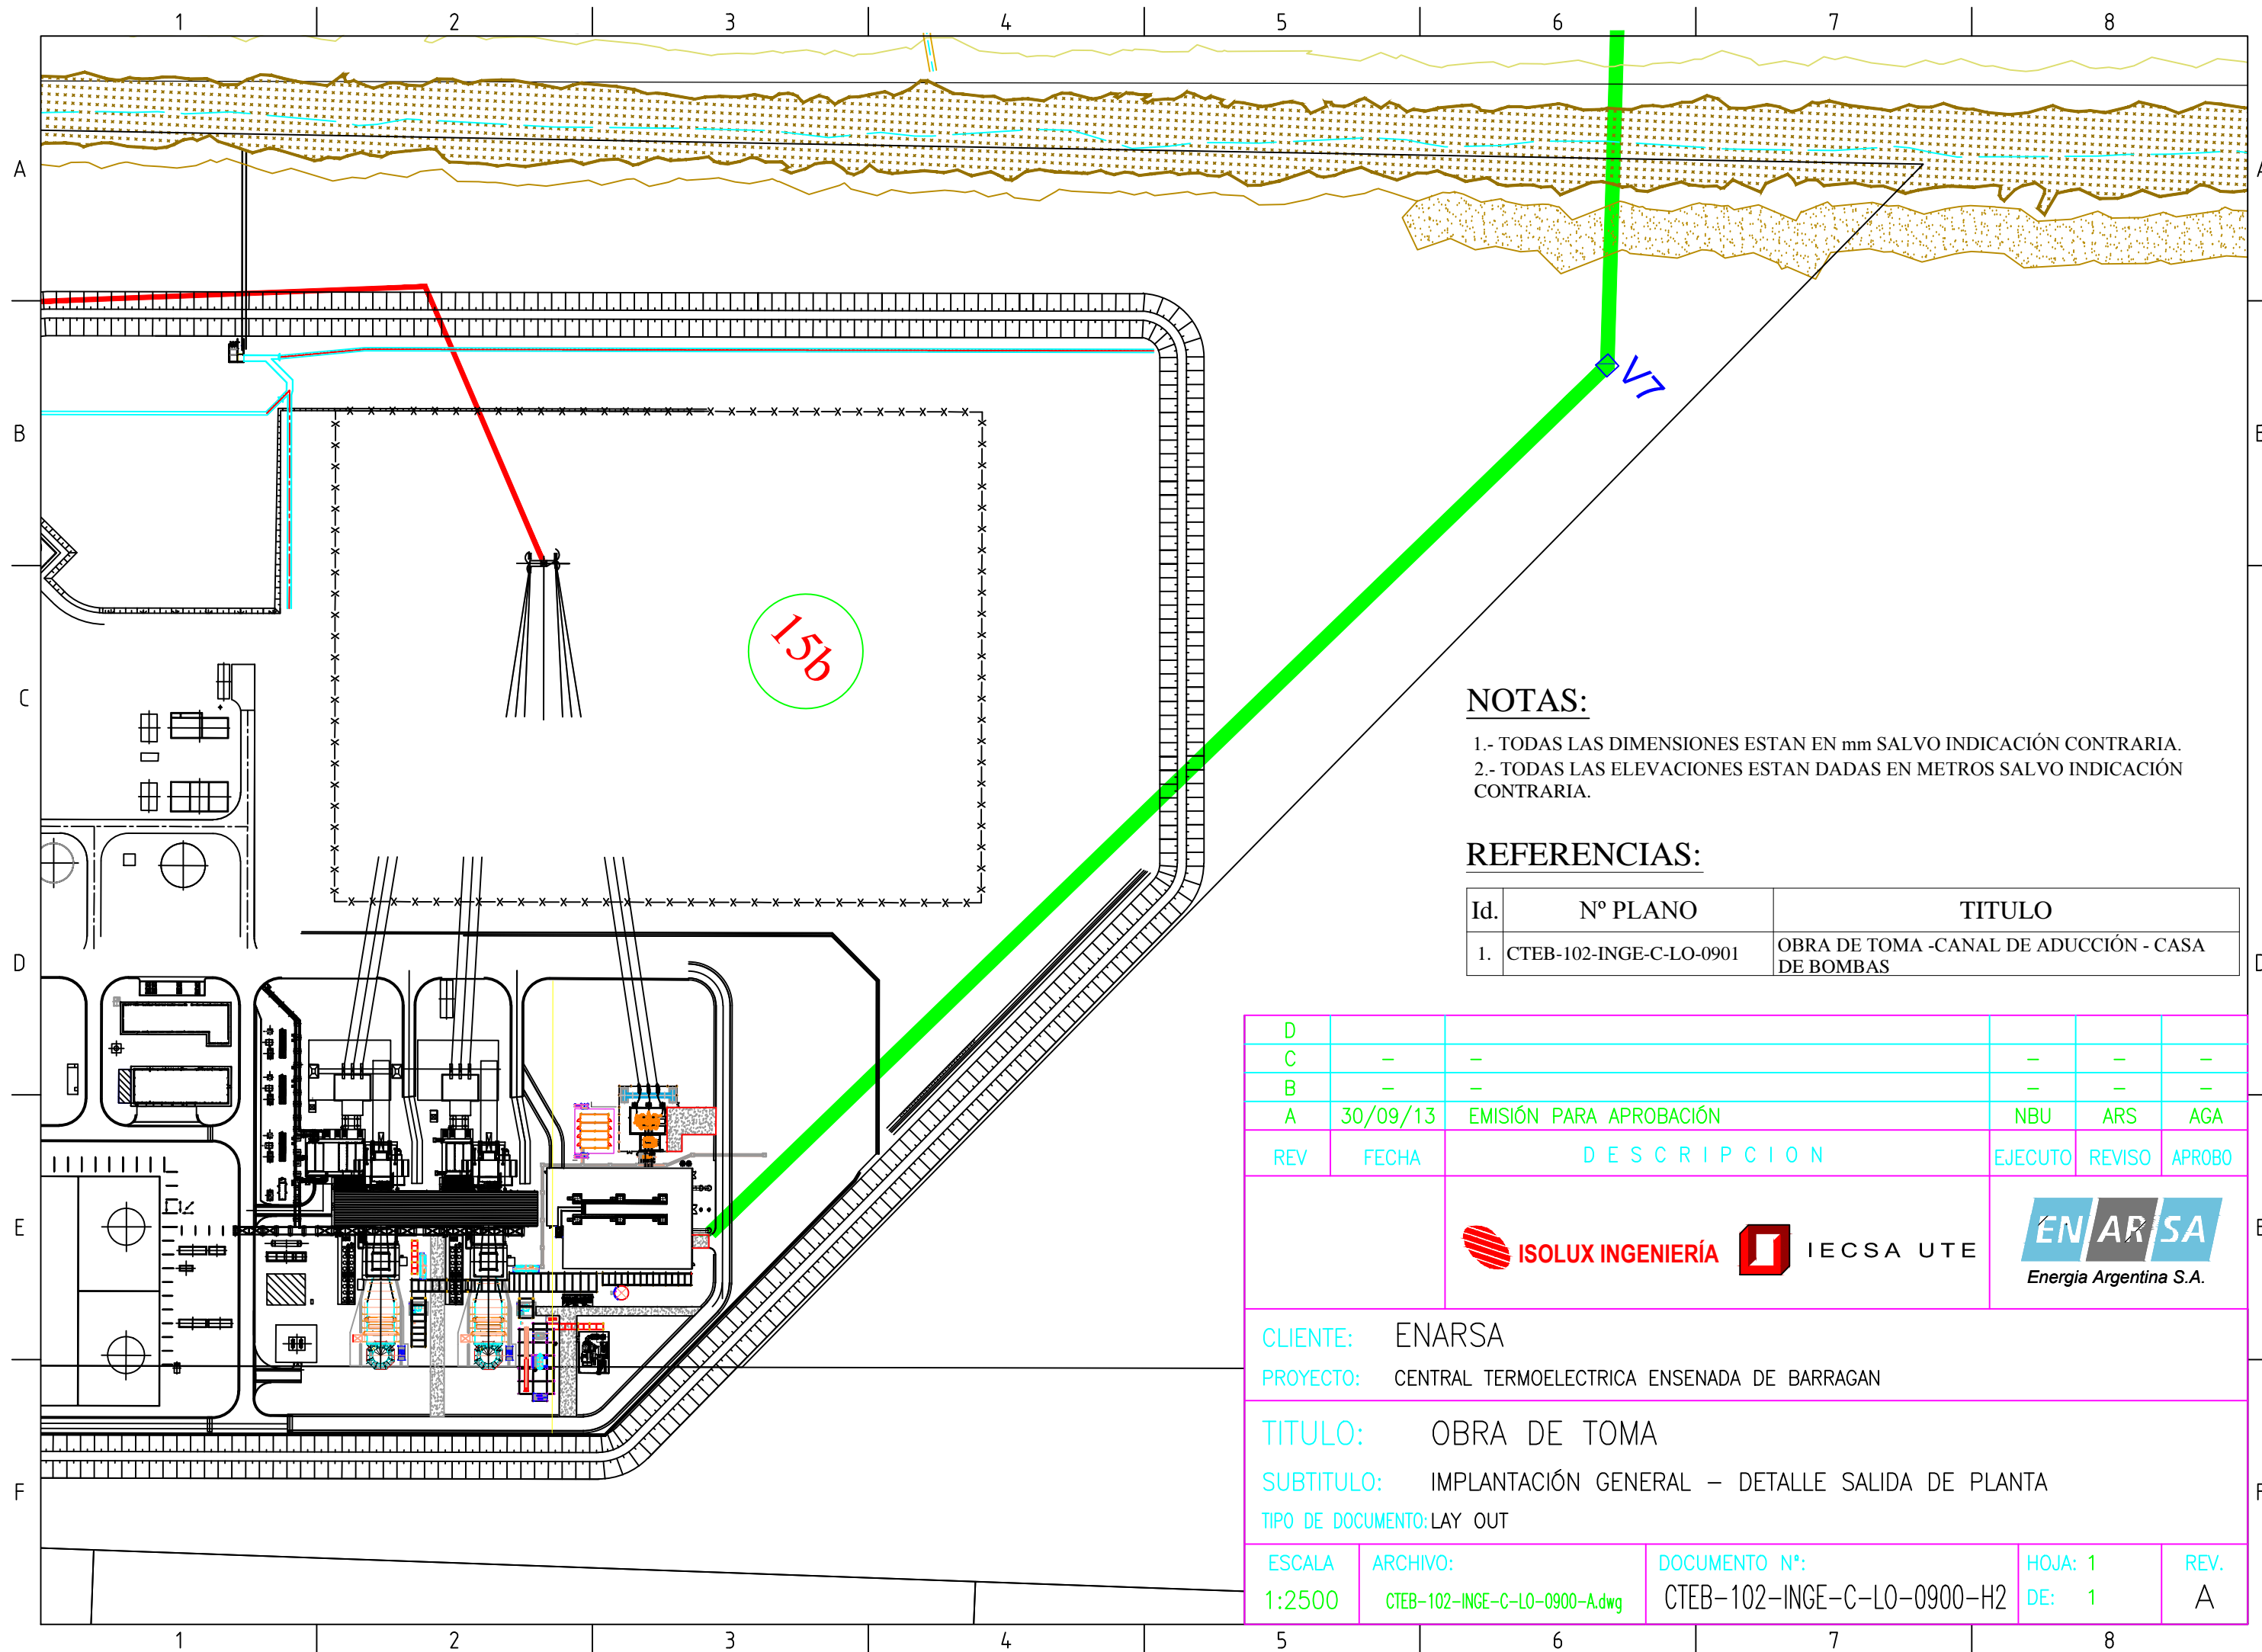 1 2 3 4 5 6 7 8
A
A
B
B
C
D
D
E
E
F
F
V7
15b
NOTAS:
1.- TODAS LAS DIMENSIONES ESTAN EN mm SALVO INDICACIÓN CONTRARIA.
2.- TODAS LAS ELEVACIONES ESTAN DADAS EN METROS SALVO INDICACIÓN
CONTRARIA.
REFERENCIAS:
Id. Nº PLANO TITULO
1. CTEB-102-INGE-C-LO-0901 OBRA DE TOMA -CANAL DE ADUCCIÓN - CASA
DE BOMBAS
D
C – – – – –
B – – – – –
A 30/09/13 EMISIÓN PARA APROBACIÓN NBU ARS AGA
REV FECHA D E S C R I P C I O N EJECUTO REVISO APROBO
ISOLUX INGENIERÍA IECSA UTE
EN AR SA
Energia Argentina S.A.
CLIENTE: ENARSA
PROYECTO: CENTRAL TERMOELECTRICA ENSENADA DE BARRAGAN
TITULO: OBRA DE TOMA
SUBTITULO: IMPLANTACIÓN GENERAL – DETALLE SALIDA DE PLANTA
TIPO DE DOCUMENTO: LAY OUT
ESCALA ARCHIVO: DOCUMENTO Nº: HOJA: 1 REV.
1:2500 CTEB-102-INGE-C-LO-0900-A.dwg CTEB-102-INGE-C-LO-0900-H2 DE: 1 A
1 2 3 4 5 6 7 8